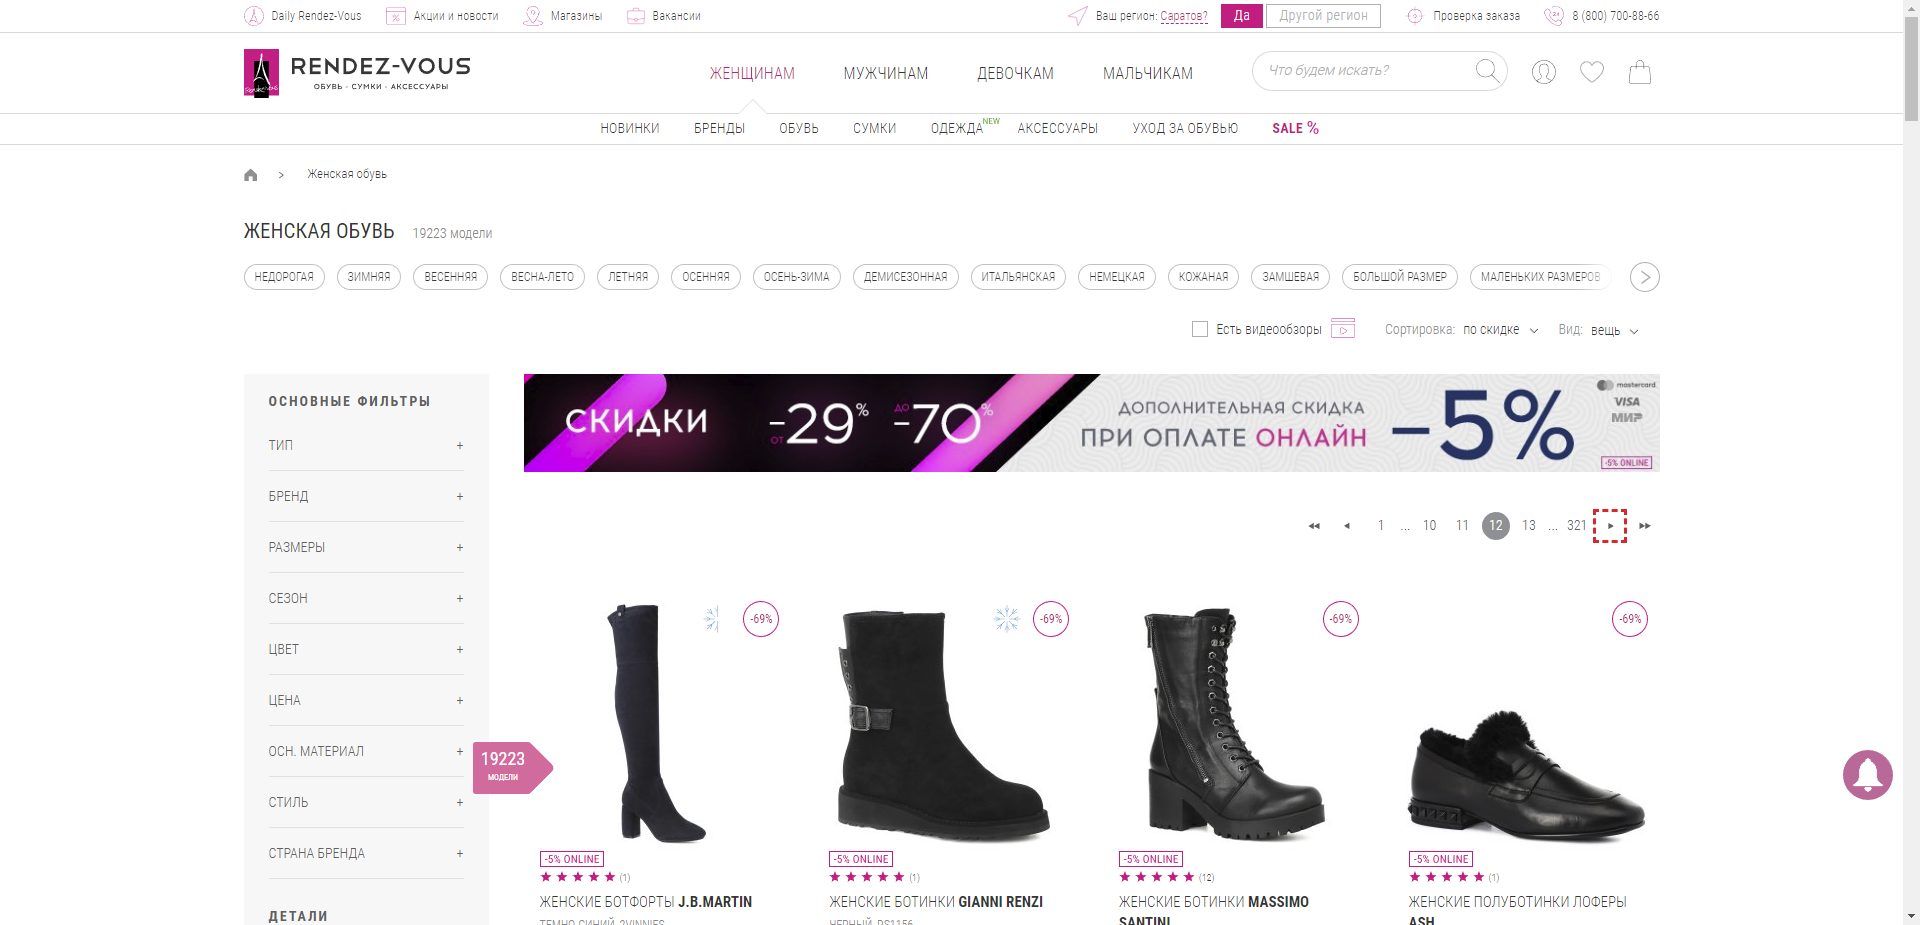 Daily Rendez-Vous Акции и новости Магазины Вакансии Ваш регион: Саратов? Да Другой регион Проверка заказа 8 (800) 700-88-66
RENDEZ-VOUS
ОБУВЬ · СУМКИ · АКСЕССУАРЫ
ЖЕНЩИНАМ МУЖЧИНАМ ДЕВОЧКАМ МАЛЬЧИКАМ Что будем искать?
НОВИНКИ БРЕНДЫ ОБУВЬ СУМКИ ОДЕЖДА NEW АКСЕССУАРЫ УХОД ЗА ОБУВЬЮ SALE %
> Женская обувь
ЖЕНСКАЯ ОБУВЬ 19223 модели
НЕДОРОГАЯ ЗИМНЯЯ ВЕСЕННЯЯ ВЕСНА-ЛЕТО ЛЕТНЯЯ ОСЕННЯЯ ОСЕНЬ-ЗИМА ДЕМИСЕЗОННАЯ ИТАЛЬЯНСКАЯ НЕМЕЦКАЯ КОЖАНАЯ ЗАМШЕВАЯ БОЛЬШОЙ РАЗМЕР МАЛЕНЬКИХ РАЗМЕРОВ
Есть видеообзоры Сортировка: по скидке Вид: вещь
ОСНОВНЫЕ ФИЛЬТРЫ
ТИП +
БРЕНД +
РАЗМЕРЫ +
СЕЗОН +
ЦВЕТ +
ЦЕНА +
ОСН. МАТЕРИАЛ +
СТИЛЬ +
СТРАНА БРЕНДА +
ДЕТАЛИ
19223
МОДЕЛИ
СКИДКИ ОТ -29% ДО -70%
ДОПОЛНИТЕЛЬНАЯ СКИДКА
ПРИ ОПЛАТЕ ОНЛАЙН -5%
mastercard
VISA
МИР
-5% ONLINE
1 ... 10 11 12 13 ... 321
-69% -69% -69% -69%
-5% ONLINE -5% ONLINE -5% ONLINE -5% ONLINE
(1) (1) (12) (1)
ЖЕНСКИЕ БОТФОРТЫ J.B.MARTIN
ТЕМНО-СИНИЙ, 2VINNIES
ЖЕНСКИЕ БОТИНКИ GIANNI RENZI
ЧЕРНЫЙ, RS1156
ЖЕНСКИЕ БОТИНКИ MASSIMO
SANTINI
ЖЕНСКИЕ ПОЛУБОТИНКИ ЛОФЕРЫ
ASH